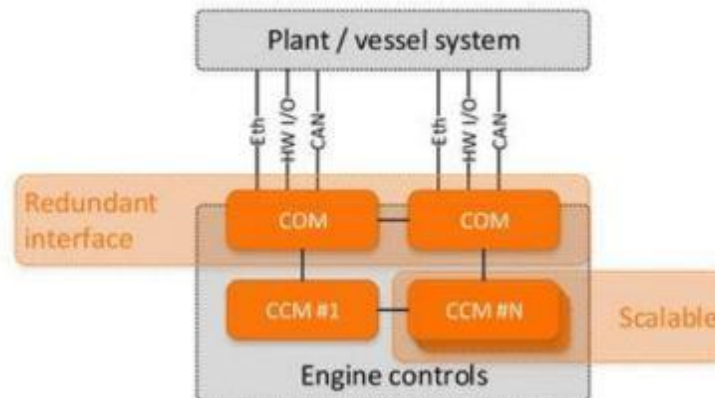 Plant / vessel system
Eth
HW I/O
CAN
Eth
HW I/O
CAN
Redundant
interface
COM
COM
CCM #1
CCM #N
Scalable
Engine controls